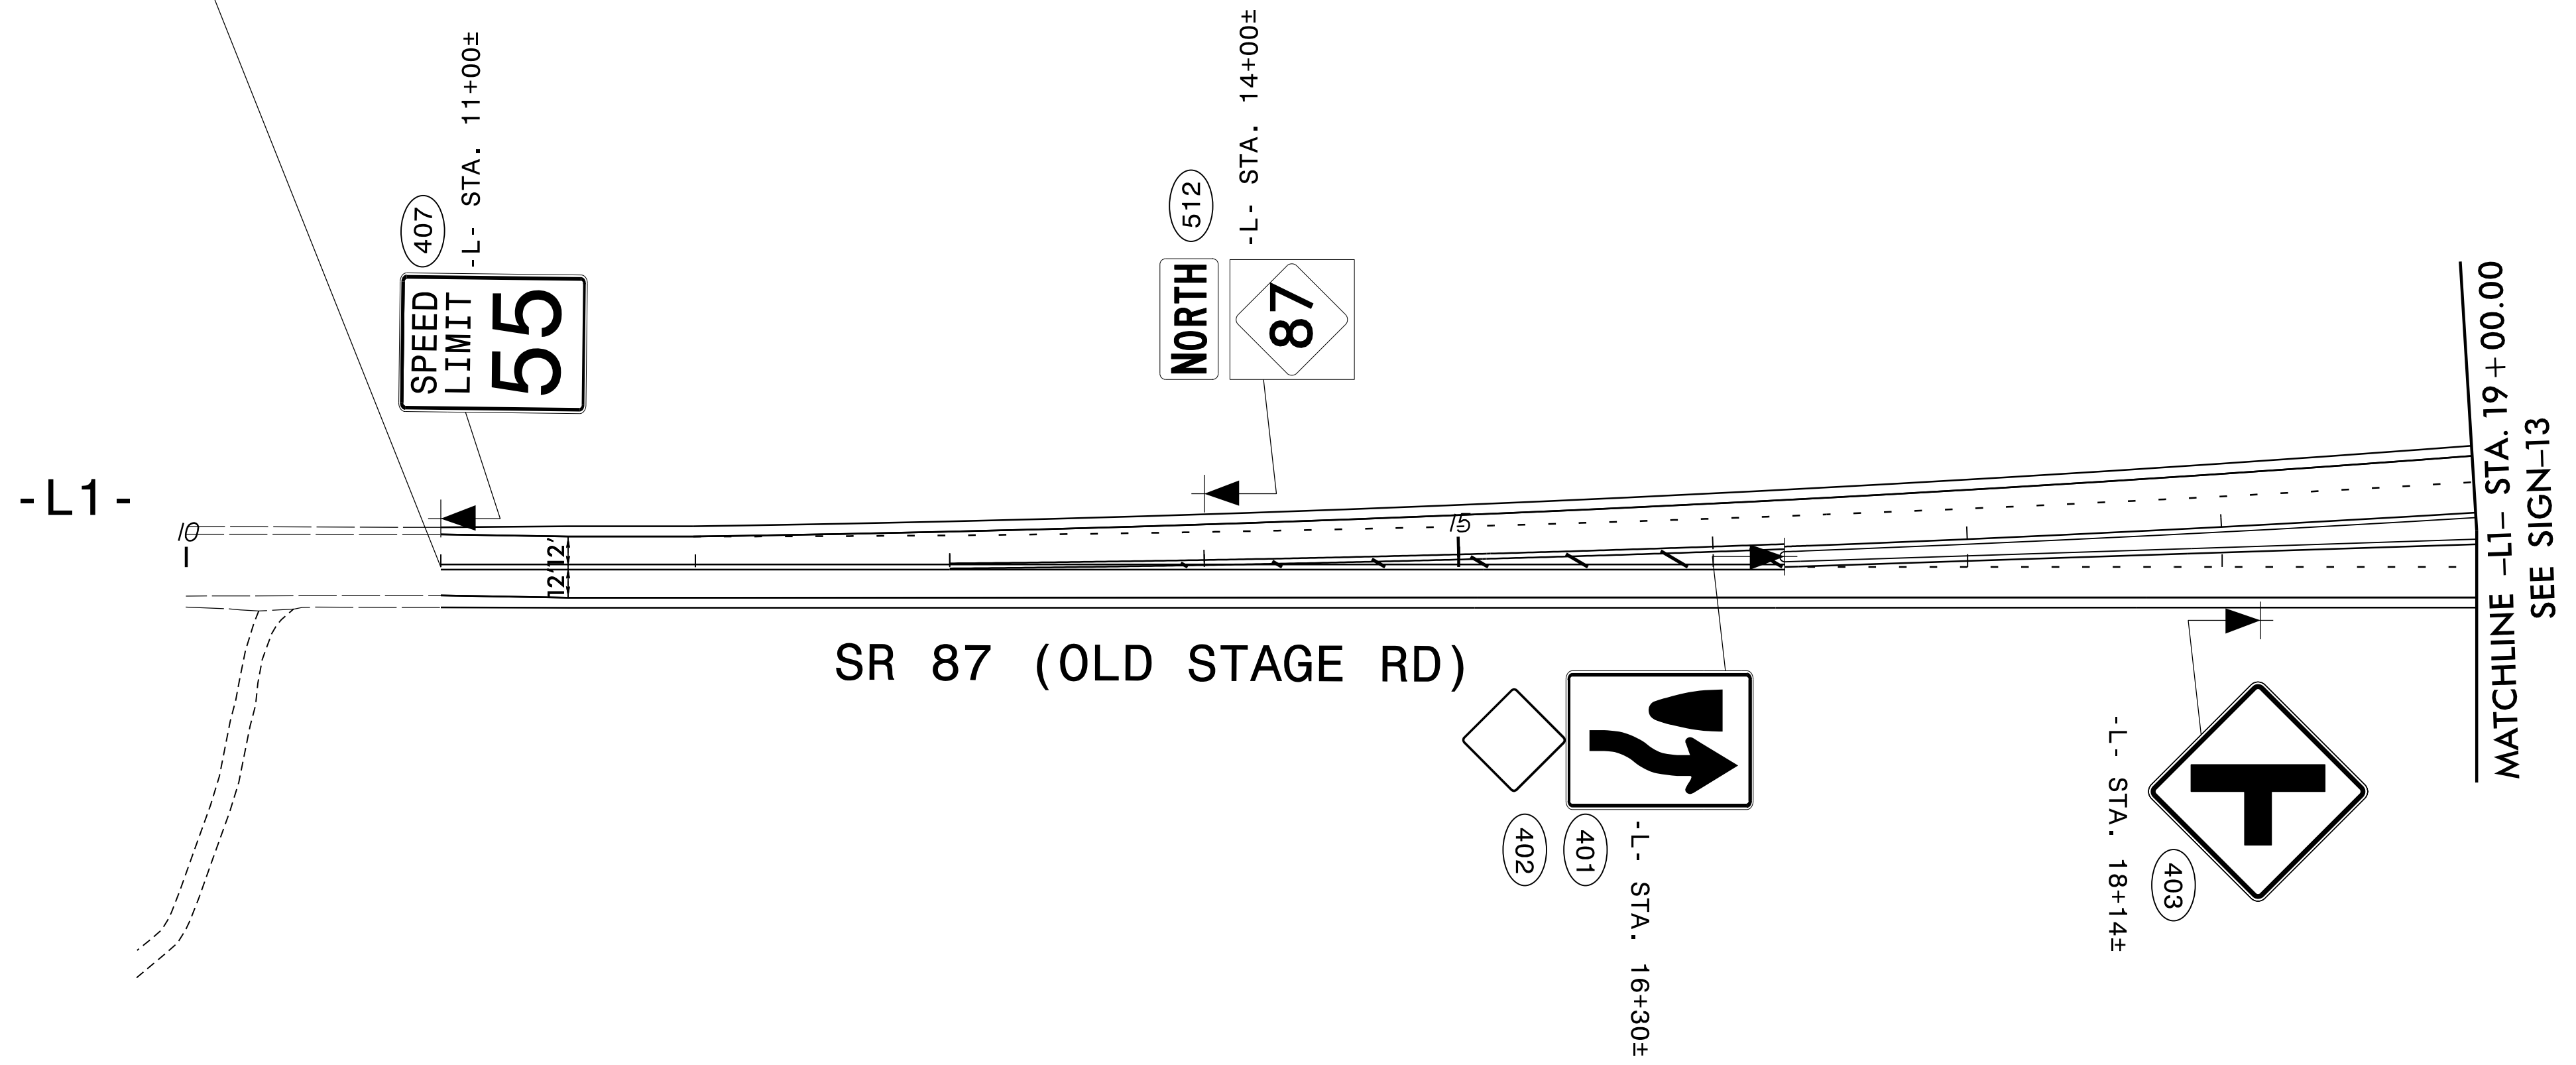 -L1-
10
407
-L- STA. 11+00±
SPEED
LIMIT
55
12'
12'
512
-L- STA. 14+00±
NORTH
87
15
SR 87 (OLD STAGE RD)
402
401
-L- STA. 16+30±
-L- STA. 18+14±
403
MATCHLINE -L1- STA. 19+00.00
SEE SIGN-13